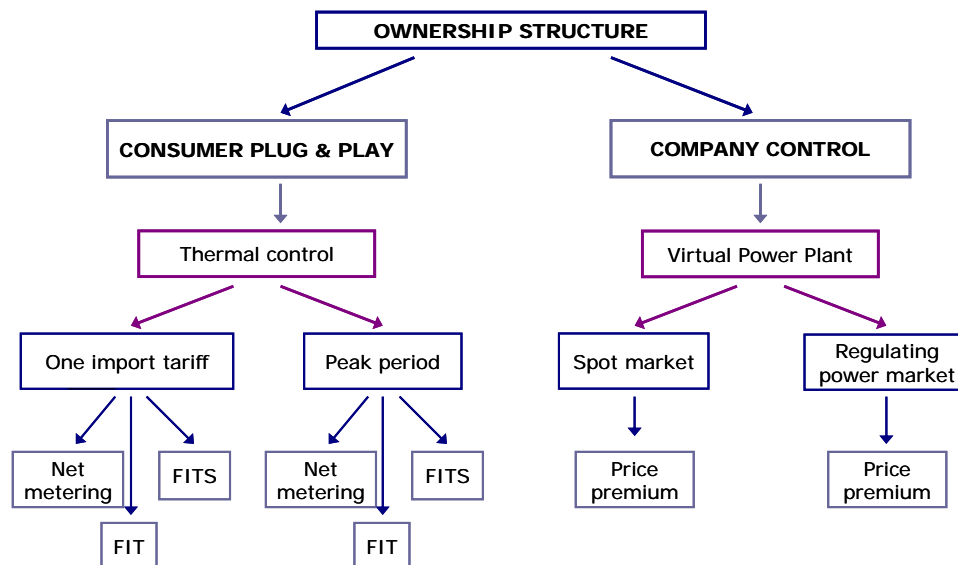 OWNERSHIP STRUCTURE
CONSUMER PLUG & PLAY
COMPANY CONTROL
Thermal control
Virtual Power Plant
One import tariff
Peak period
Spot market
Regulating
power market
Net
metering
FITS
Net
metering
FITS
Price
premium
Price
premium
FIT
FIT